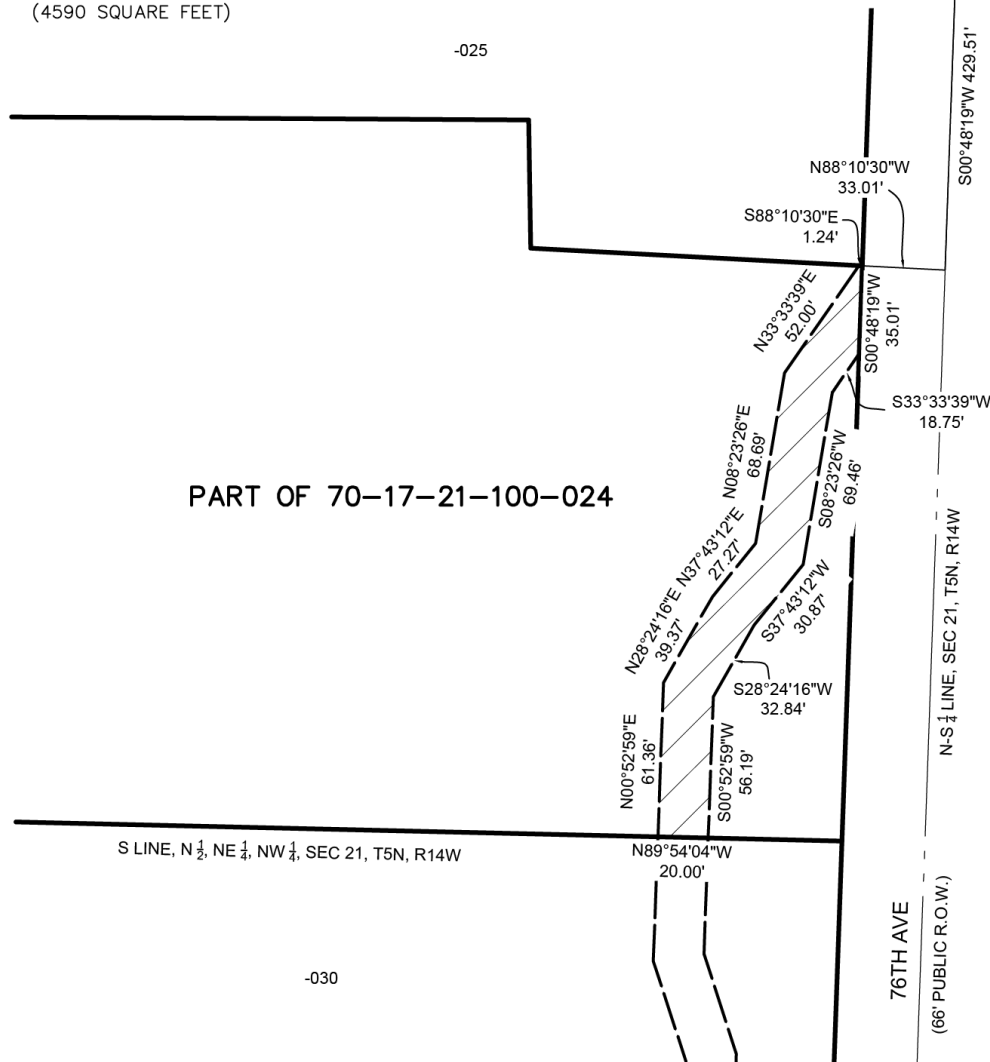 (4590 SQUARE FEET)
-025
S00°48'19"W 429.51'
N88°10'30"W
33.01'
S88°10'30"E
1.24'
N33°33'39"E
52.00'
S00°48'19"W
35.01'
S33°33'39"W
18.75'
N08°23'26"E
68.69'
S08°23'26"W
69.46'
PART OF 70-17-21-100-024
N37°43'12"E
27.27'
N28°24'16"E
39.37'
S37°43'12"W
30.87'
S28°24'16"W
32.84'
N00°52'59"E
61.36'
S00°52'59"W
56.19'
N-S 1/4 LINE, SEC 21, T5N, R14W
S LINE, N 1/2, NE 1/4, NW 1/4, SEC 21, T5N, R14W
N89°54'04"W
20.00'
-030
76TH AVE
(66' PUBLIC R.O.W.)